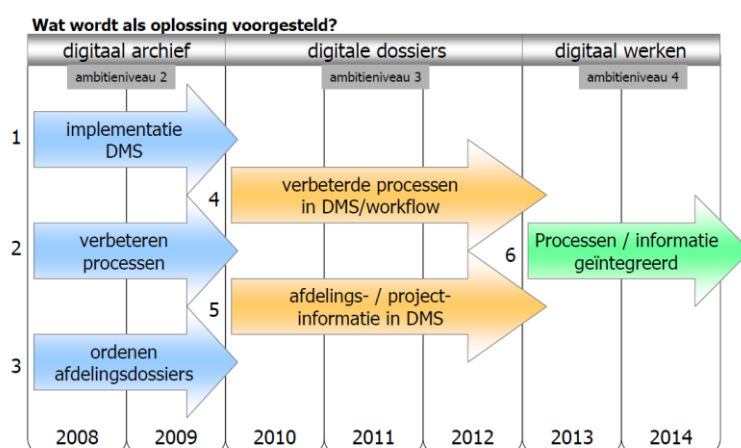 Wat wordt als oplossing voorgesteld?
digitaal archief
digitale dossiers
digitaal werken
ambitieniveau 2
ambitieniveau 3
ambitieniveau 4
1
implementatie
DMS
4
verbeterde processen
in DMS/workflow
2
verbeteren
processen
6
Processen / informatie
geïntegreerd
5
afdelings- / project-
informatie in DMS
3
ordenen
afdelingsdossiers
2008
2009
2010
2011
2012
2013
2014